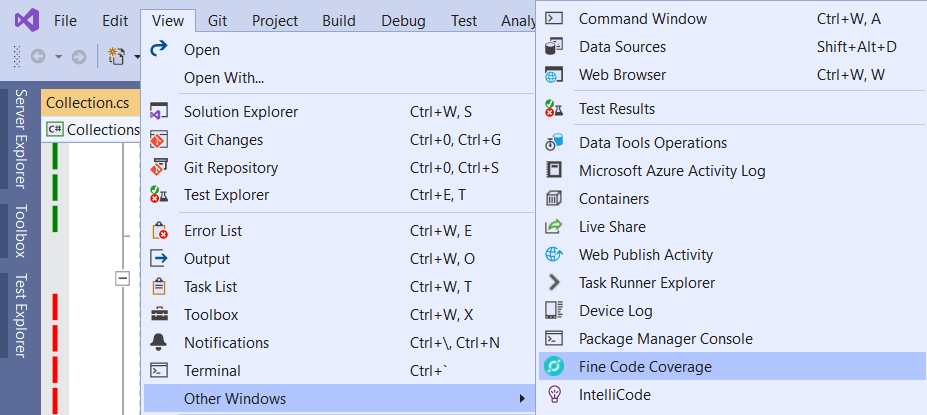 File Edit View Git Project Build Debug Test Analy
Open
Open With...
Solution Explorer Ctrl+W, S
Git Changes Ctrl+0, Ctrl+G
Git Repository Ctrl+0, Ctrl+S
Test Explorer Ctrl+E, T
Error List Ctrl+W, E
Output Ctrl+W, O
Task List Ctrl+W, T
Toolbox Ctrl+W, X
Notifications Ctrl+\, Ctrl+N
Terminal Ctrl+`
Other Windows
Command Window Ctrl+W, A
Data Sources Shift+Alt+D
Web Browser Ctrl+W, W
Test Results
Data Tools Operations
Microsoft Azure Activity Log
Containers
Live Share
Web Publish Activity
Task Runner Explorer
Device Log
Package Manager Console
Fine Code Coverage
IntelliCode
Server Explorer
Toolbox
Test Explorer
Collection.cs
C# Collections